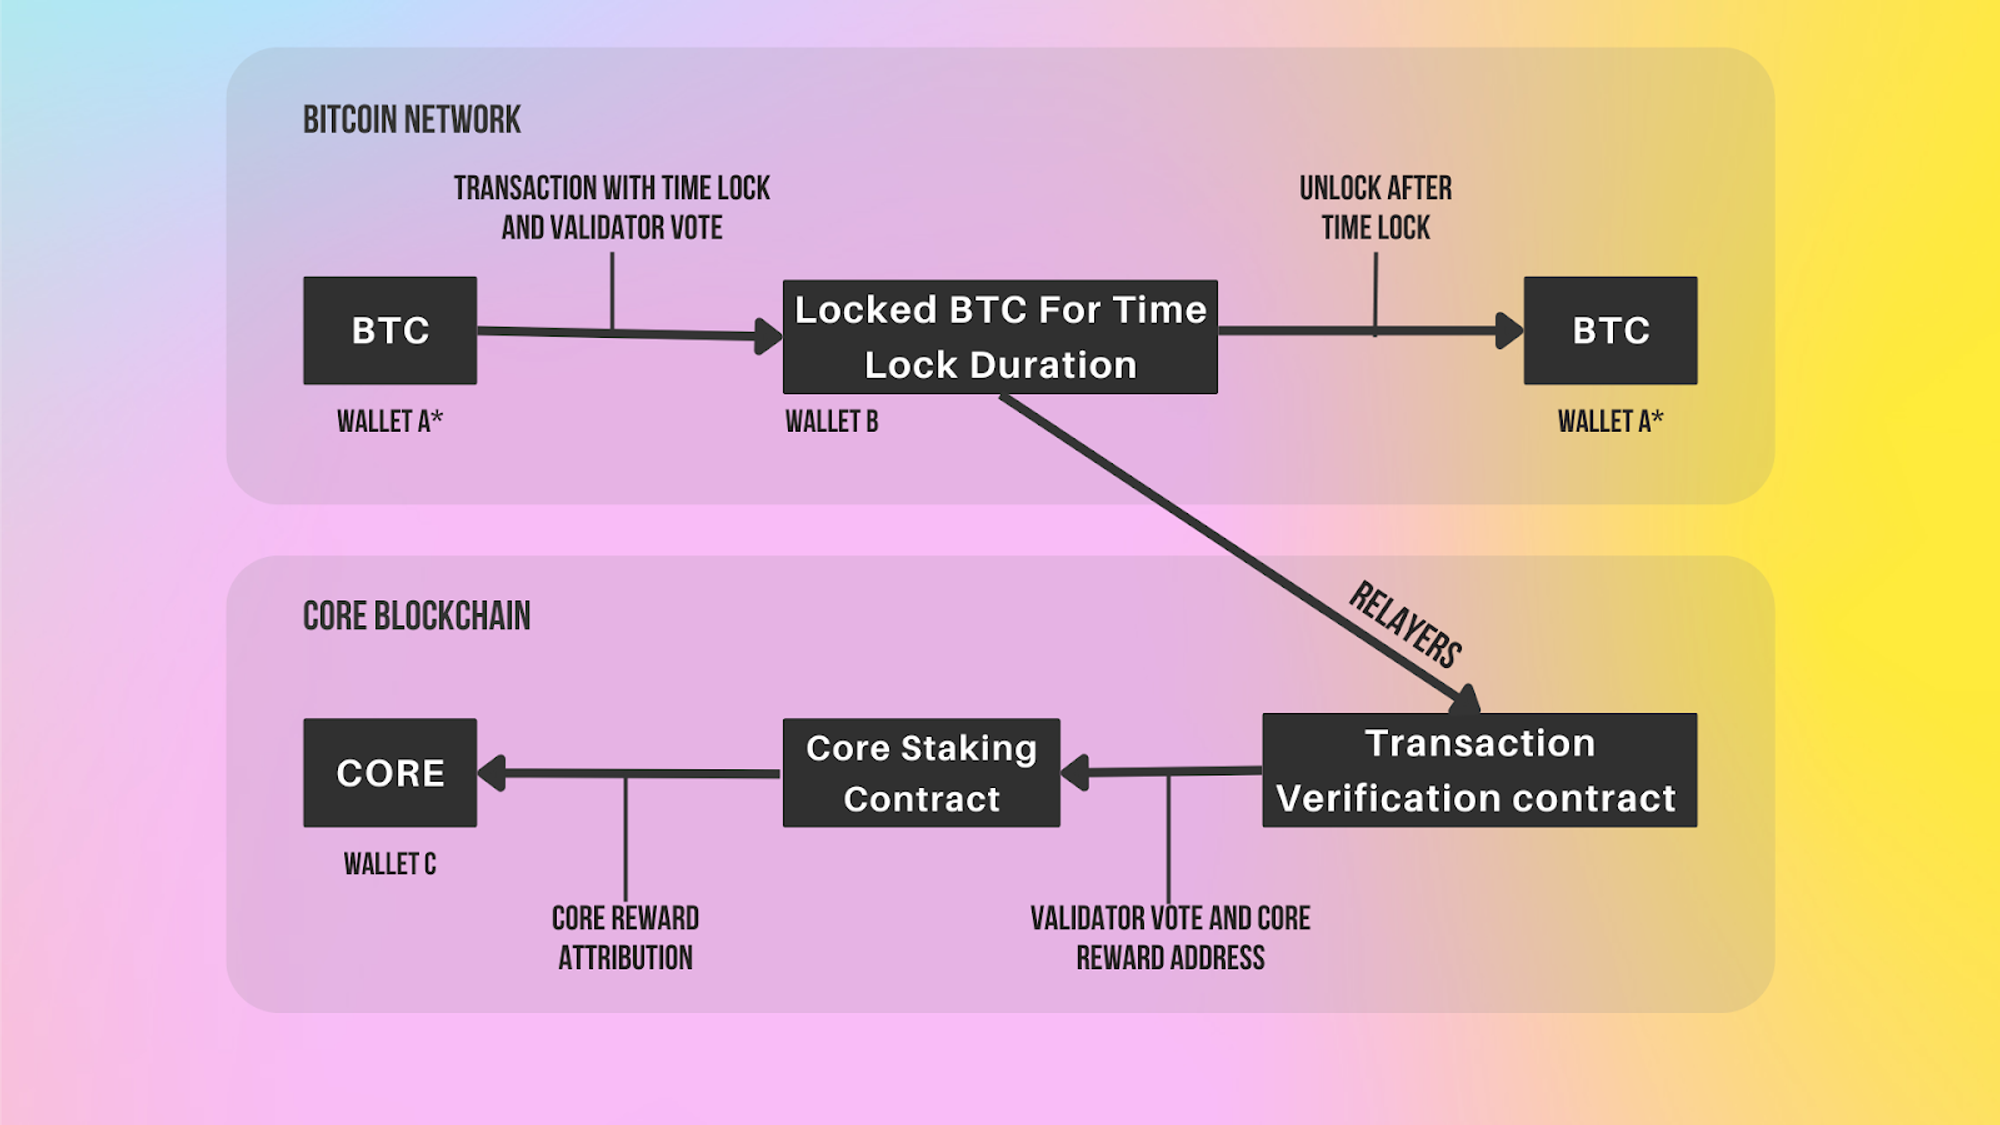 BITCOIN NETWORK
TRANSACTION WITH TIME LOCK
AND VALIDATOR VOTE
UNLOCK AFTER
TIME LOCK
BTC
Locked BTC For Time
Lock Duration
BTC
WALLET A*
WALLET B
WALLET A*
RELAYERS
CORE BLOCKCHAIN
CORE
Core Staking
Contract
Transaction
Verification contract
WALLET C
CORE REWARD
ATTRIBUTION
VALIDATOR VOTE AND CORE
REWARD ADDRESS